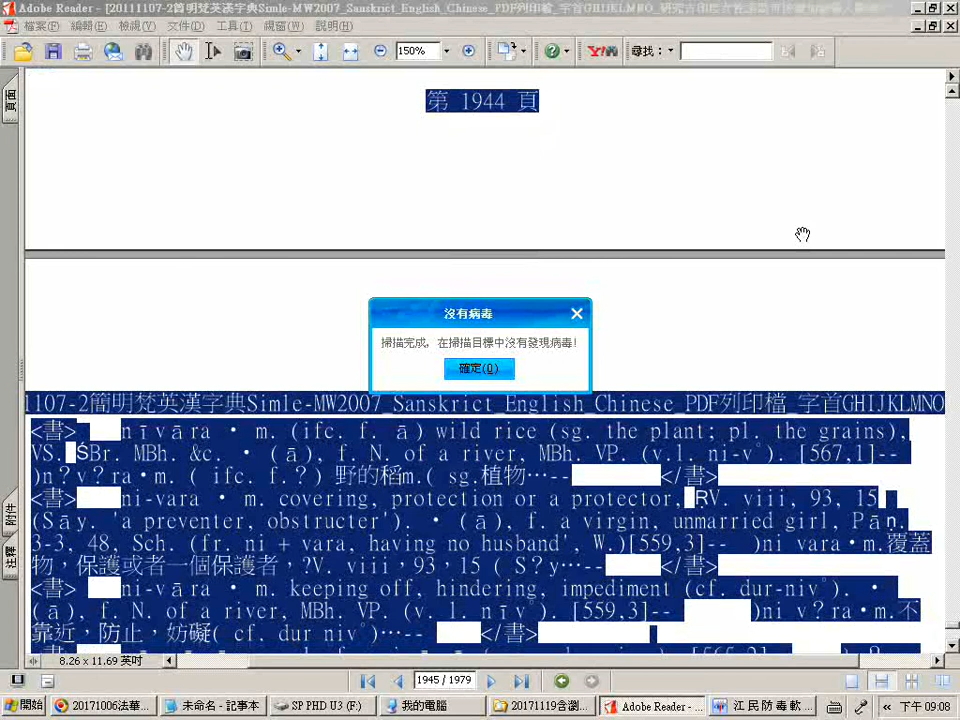 Adobe Reader - [20111107-2簡明梵英漢字典Simle-MW2007_Sanskrict_English_Chinese_PDF列印檔_字首GHIJKLMNO
檔案(F) 編輯(E) 檢視(V) 文件(D) 工具(T) 視窗(W) 說明(H)
150% Y! 尋找:
頁面
第 1944 頁
沒有病毒
掃描完成, 在掃描目標中沒有發現病毒!
確定(O)
1107-2簡明梵英漢字典Simle-MW2007_Sanskrict_English_Chinese_PDF列印檔_字首GHIJKLMNO
<書> nīvāra • m. (ifc. f. ā) wild rice (sg. the plant; pl. the grains),
VS. ŚBr. MBh. &c. • (ā), f. N. of a river, MBh. VP. (v.l. ni-v°). [567,1]--
)n?v?ra•m. ( ifc. f.?) 野的稻m.( sg.植物…-- </書>
<書> ni-vara • m. covering, protection or a protector, ṚV. viii, 93, 15
(Sāy. 'a preventer, obstructer'). • (ā), f. a virgin, unmarried girl, Pāṇ.
3-3, 48, Sch. (fr. ni + vara, having no husband', W.)[559,3]-- )ni vara•m.覆蓋
物，保護或者一個保護者，?V. viii，93，15 ( S?y…-- </書>
<書> ni-vāra • m. keeping off, hindering, impediment (cf. dur-niv°). •
(ā), f. N. of a river, MBh. VP. (v. l. nīv°). [559,3]-- )ni v?ra•m.不
靠近，防止，妨礙( cf. dur niv°)…-- </書>
附件
注釋
8.26 x 11.69 英吋
1945 / 1979
開始 20171006法華... 未命名 - 記事本 SP PHD U3 (F:) 我的電腦 20171119含瀏... Adobe Reader - ... 江民防毒軟... « 下午 09:08